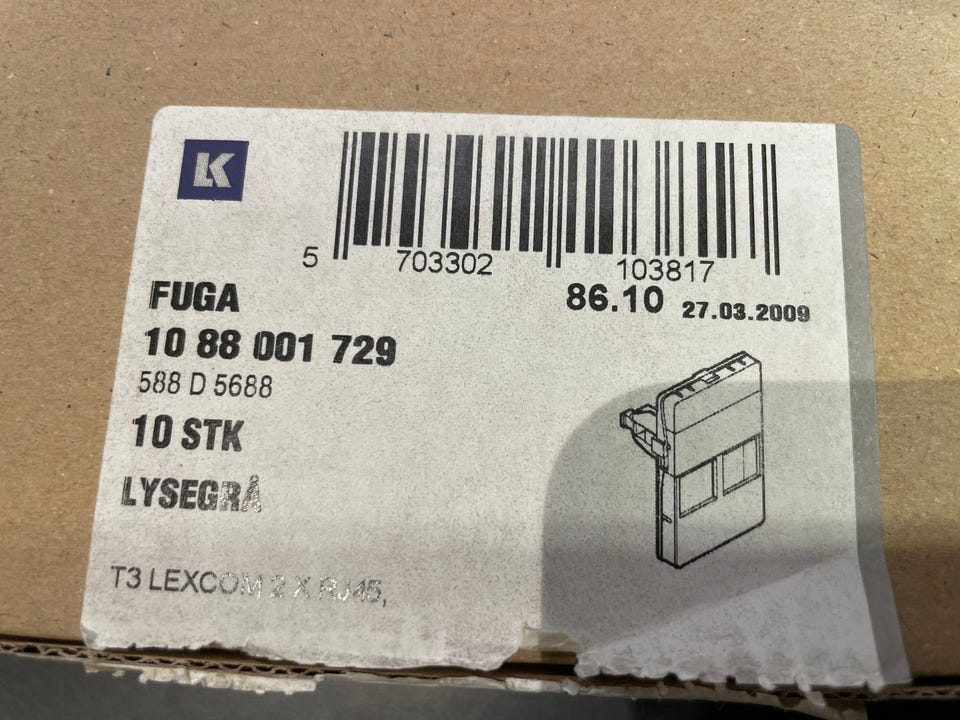 LK
5 703302 103817
FUGA
86.10 27.03.2009
10 88 001 729
588 D 5688
10 STK
LYSEGRÅ
T3 LEXCOM 2 X RJ45,